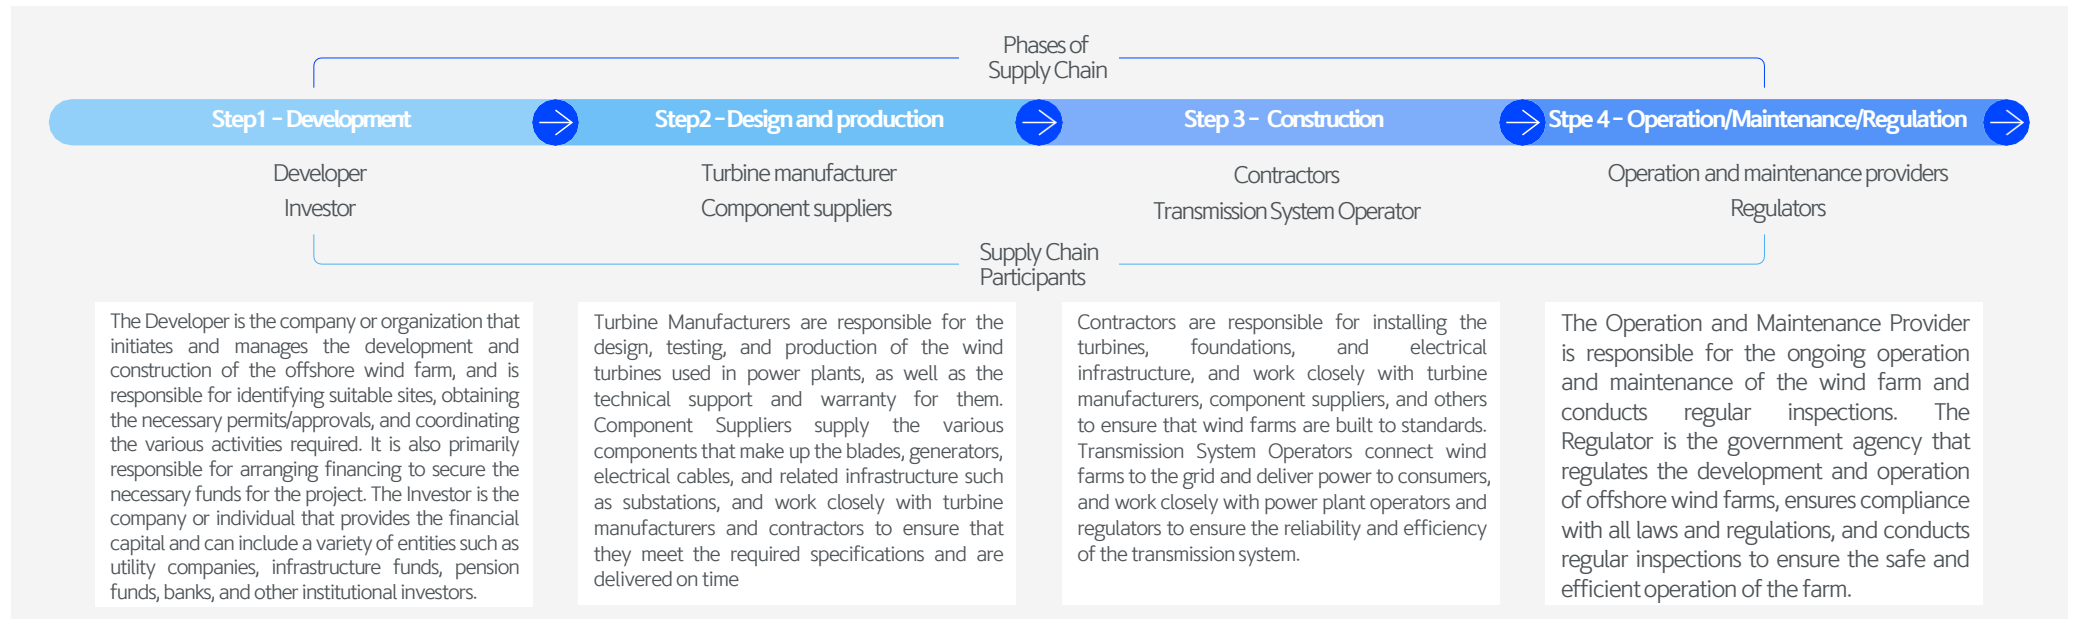 Phases of
Supply Chain
Step1 - Development
Step2 - Design and production
Step 3 - Construction
Stpe 4 - Operation/Maintenance/Regulation
Developer
Investor
Turbine manufacturer
Component suppliers
Contractors
Transmission System Operator
Operation and maintenance providers
Regulators
Supply Chain
Participants
The Developer is the company or organization that
initiates and manages the development and
construction of the offshore wind farm, and is
responsible for identifying suitable sites, obtaining
the necessary permits/approvals, and coordinating
the various activities required. It is also primarily
responsible for arranging financing to secure the
necessary funds for the project. The Investor is the
company or individual that provides the financial
capital and can include a variety of entities such as
utility companies, infrastructure funds, pension
funds, banks, and other institutional investors.
Turbine Manufacturers are responsible for the
design, testing, and production of the wind
turbines used in power plants, as well as the
technical support and warranty for them.
Component Suppliers supply the various
components that make up the blades, generators,
electrical cables, and related infrastructure such
as substations, and work closely with turbine
manufacturers and contractors to ensure that
they meet the required specifications and are
delivered on time
Contractors are responsible for installing the
turbines, foundations, and electrical
infrastructure, and work closely with turbine
manufacturers, component suppliers, and others
to ensure that wind farms are built to standards.
Transmission System Operators connect wind
farms to the grid and deliver power to consumers,
and work closely with power plant operators and
regulators to ensure the reliability and efficiency
of the transmission system.
The Operation and Maintenance Provider
is responsible for the ongoing operation
and maintenance of the wind farm and
conducts regular inspections. The
Regulator is the government agency that
regulates the development and operation
of offshore wind farms, ensures compliance
with all laws and regulations, and conducts
regular inspections to ensure the safe and
efficient operation of the farm.